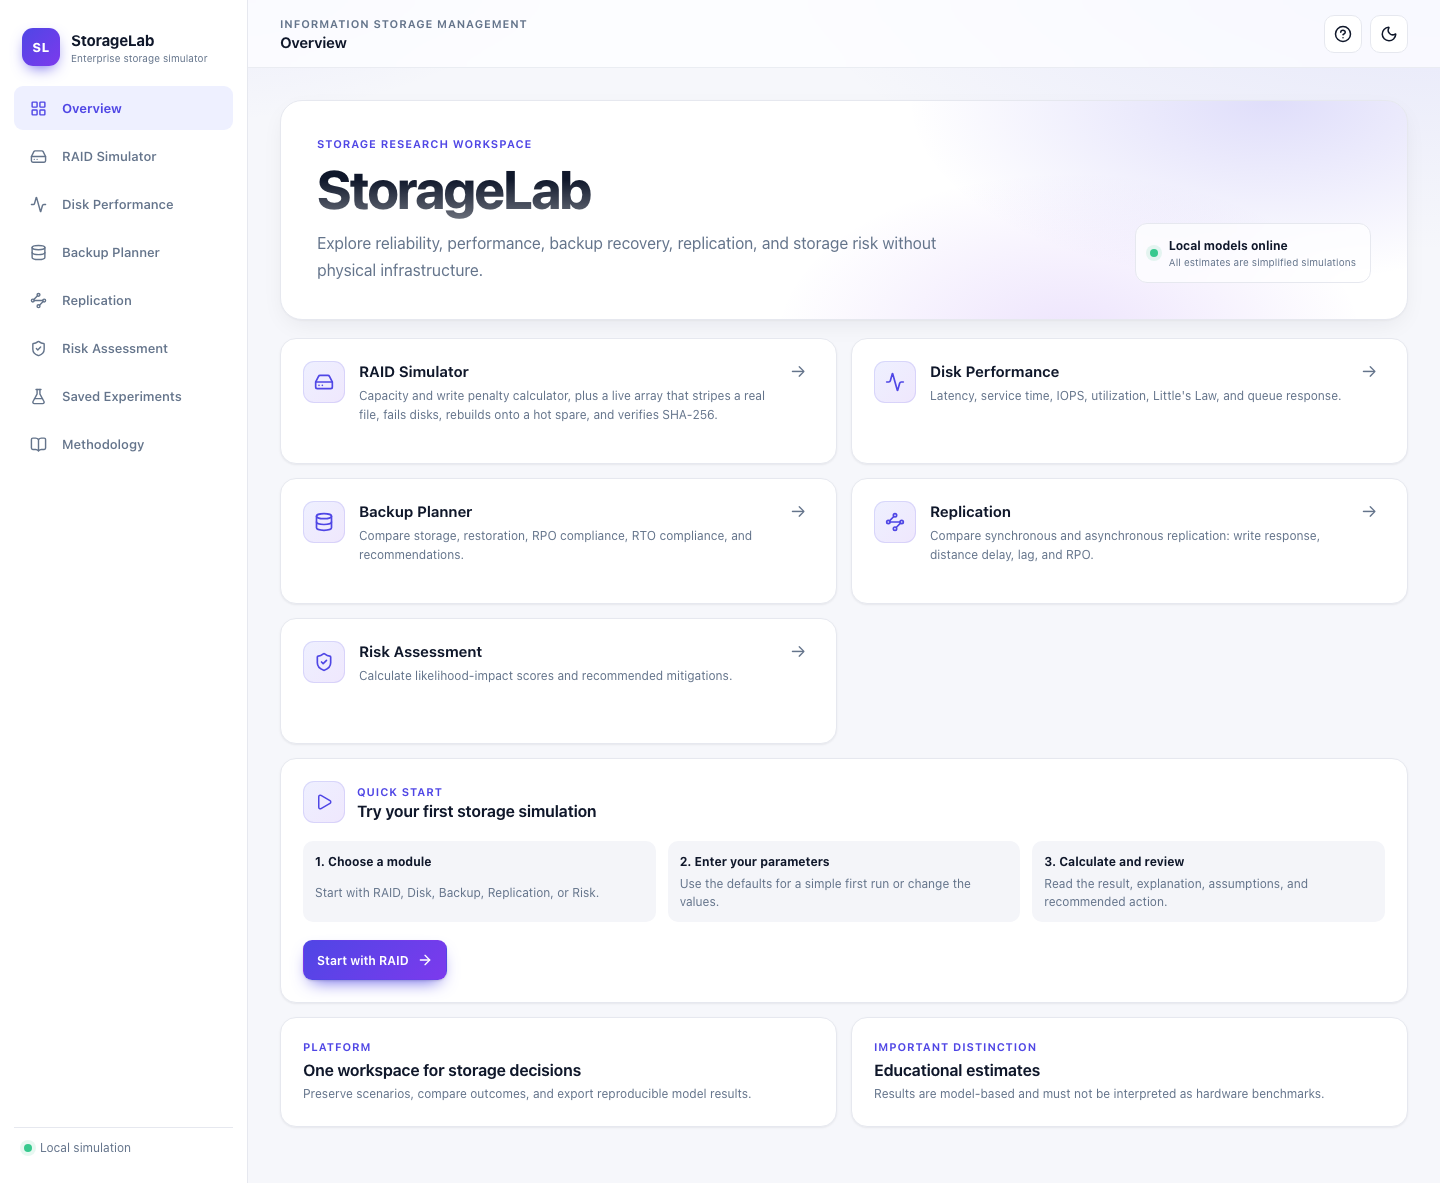 SL
StorageLab
Enterprise storage simulator
Overview
RAID Simulator
Disk Performance
Backup Planner
Replication
Risk Assessment
Saved Experiments
Methodology
Local simulation
INFORMATION STORAGE MANAGEMENT
Overview
STORAGE RESEARCH WORKSPACE
StorageLab
Explore reliability, performance, backup recovery, replication, and storage risk without
physical infrastructure.
Local models online
All estimates are simplified simulations
RAID Simulator
Capacity and write penalty calculator, plus a live array that stripes a real
file, fails disks, rebuilds onto a hot spare, and verifies SHA-256.
Disk Performance
Latency, service time, IOPS, utilization, Little's Law, and queue response.
Backup Planner
Compare storage, restoration, RPO compliance, RTO compliance, and
recommendations.
Replication
Compare synchronous and asynchronous replication: write response,
distance delay, lag, and RPO.
Risk Assessment
Calculate likelihood-impact scores and recommended mitigations.
QUICK START
Try your first storage simulation
1. Choose a module
Start with RAID, Disk, Backup, Replication, or Risk.
2. Enter your parameters
Use the defaults for a simple first run or change the
values.
3. Calculate and review
Read the result, explanation, assumptions, and
recommended action.
Start with RAID
PLATFORM
One workspace for storage decisions
Preserve scenarios, compare outcomes, and export reproducible model results.
IMPORTANT DISTINCTION
Educational estimates
Results are model-based and must not be interpreted as hardware benchmarks.